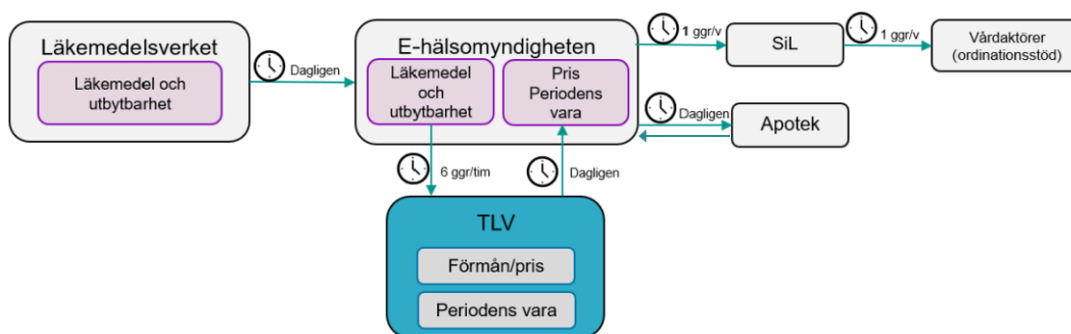 Läkemedelsverket
Läkemedel och
utbytbarhet
Dagligen
E-hälsomyndigheten
Läkemedel
och
utbytbarhet
Pris
Periodens
vara
1 ggr/v
SiL
1 ggr/v
Vårdaktörer
(ordinationsstöd)
Dagligen
Apotek
6 ggr/tim
Dagligen
TLV
Förmån/pris
Periodens vara